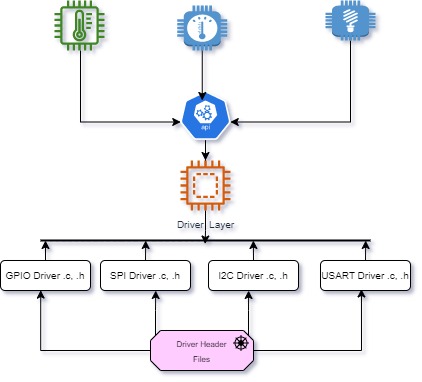 api
Driver Layer
GPIO Driver .c, .h
SPI Driver .c, .h
I2C Driver .c, .h
USART Driver .c, .h
Driver Header
Files